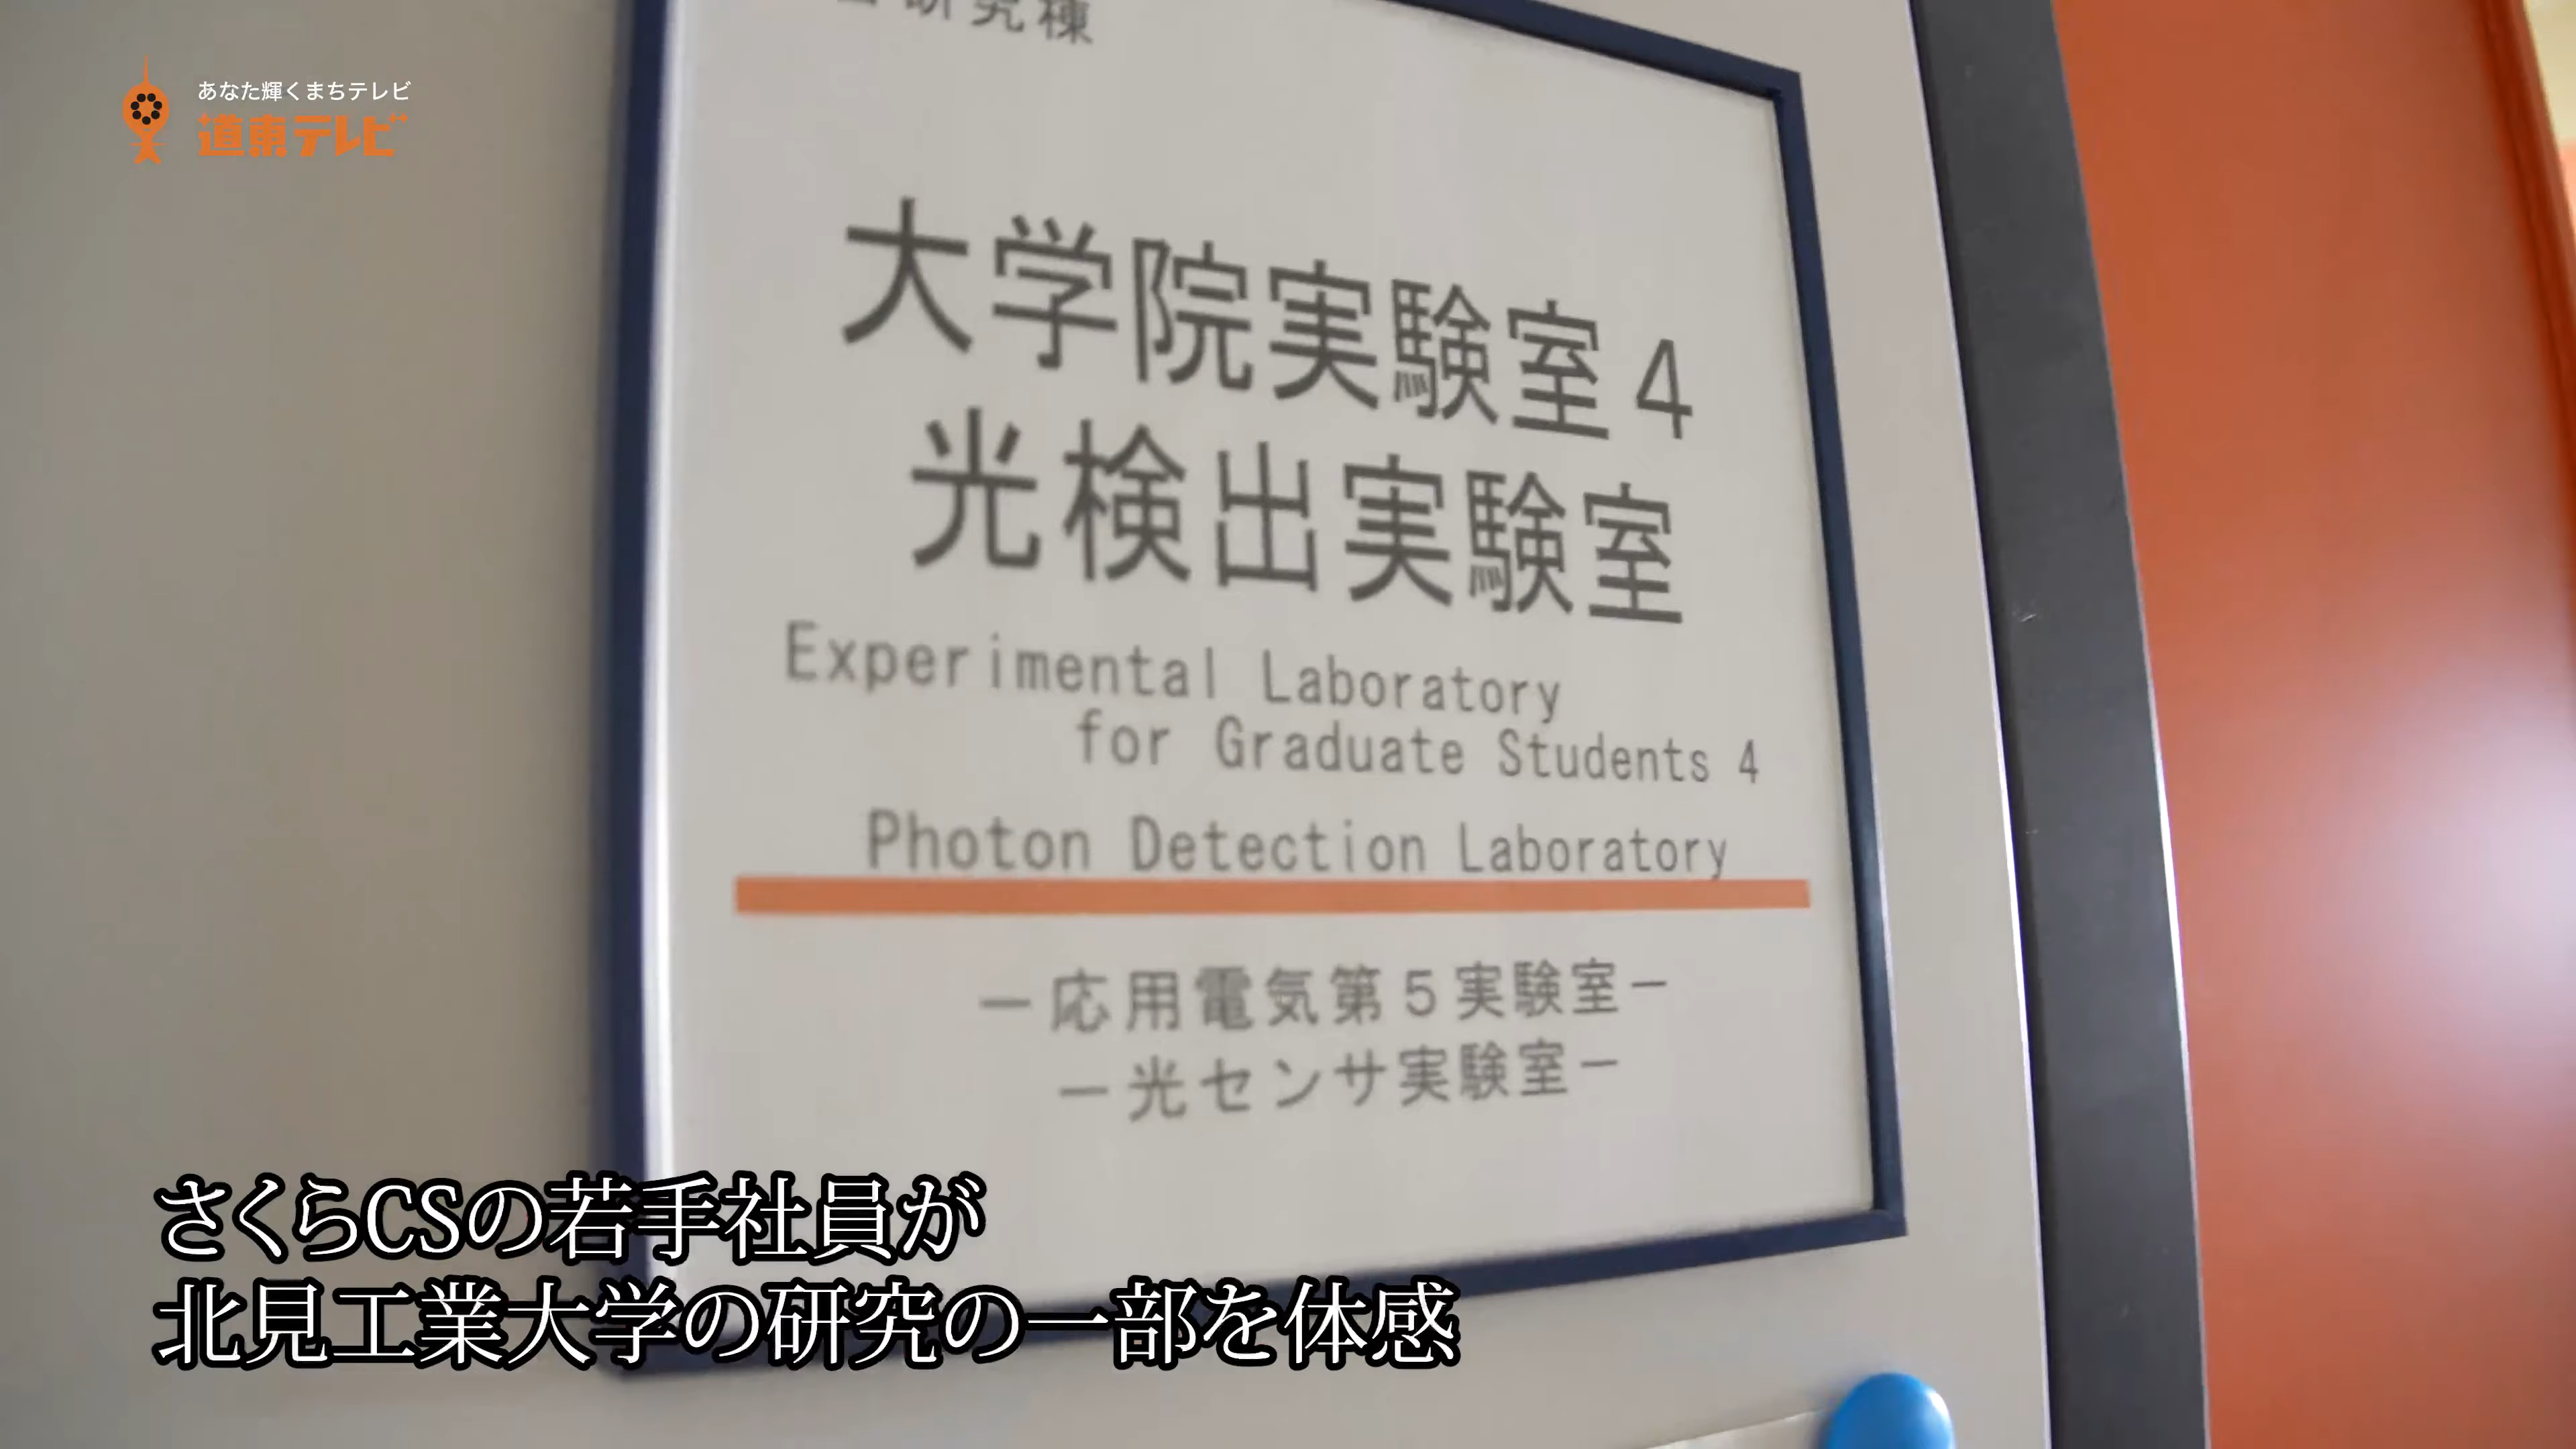 あなた輝くまちテレビ
道東テレビ
研究棟
大学院実験室4
光検出実験室
Experimental Laboratory
for Graduate Students 4
Photon Detection Laboratory
－応用電気第5実験室－
－光センサ実験室－
さくらCSの若手社員が
北見工業大学の研究の一部を体感